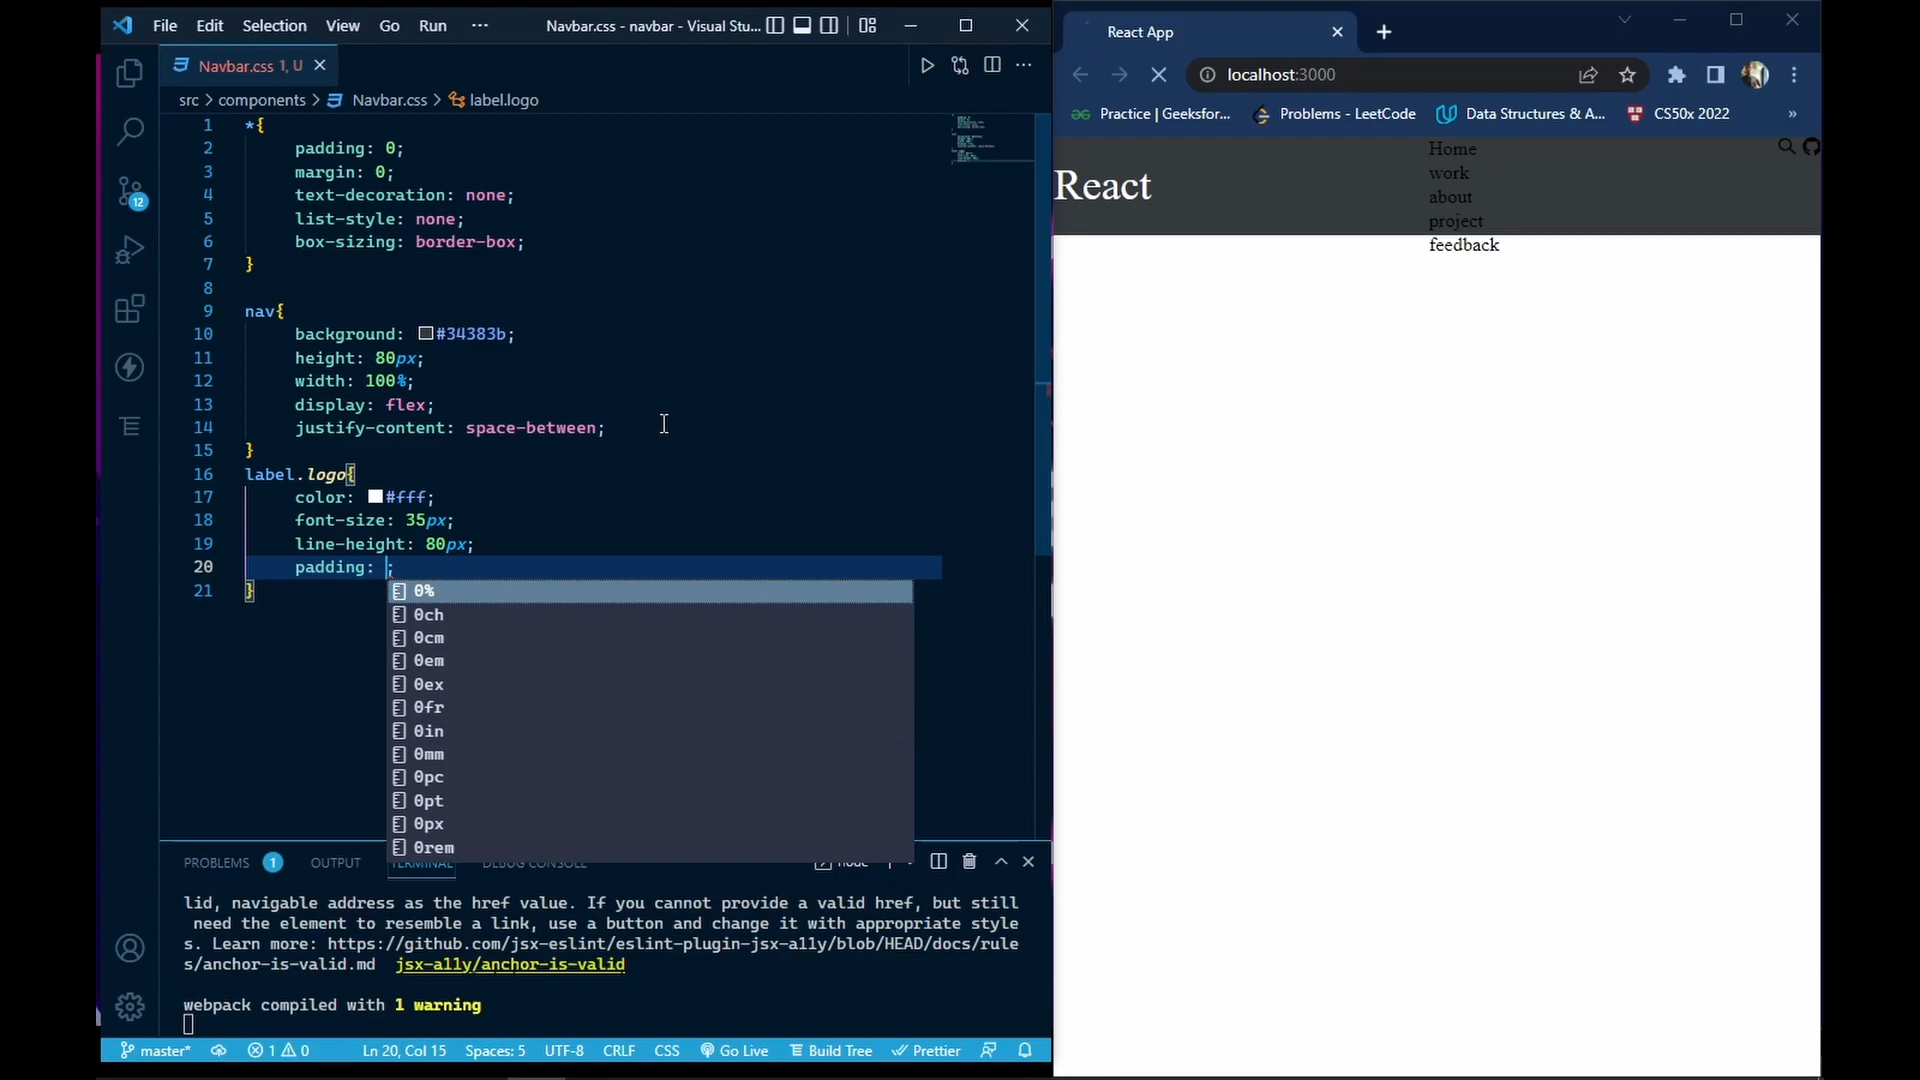 File Edit Selection View Go Run ··· Navbar.css - navbar - Visual Stu...
Navbar.css 1, U
src > components > Navbar.css > label.logo
1 *{
2 padding: 0;
3 margin: 0;
4 text-decoration: none;
5 list-style: none;
6 box-sizing: border-box;
7 }
8
9 nav{
10 background: #34383b;
11 height: 80px;
12 width: 100%;
13 display: flex;
14 justify-content: space-between;
15 }
16 label.logo{
17 color: #fff;
18 font-size: 35px;
19 line-height: 80px;
20 padding: ;
21 }
0%
0ch
0cm
0em
0ex
0fr
0in
0mm
0pc
0pt
0px
0rem
12
PROBLEMS 1 OUTPUT TERMINAL DEBUG CONSOLE node
lid, navigable address as the href value. If you cannot provide a valid href, but still
need the element to resemble a link, use a button and change it with appropriate style
s. Learn more: https://github.com/jsx-eslint/eslint-plugin-jsx-a11y/blob/HEAD/docs/rule
s/anchor-is-valid.md jsx-a11y/anchor-is-valid
webpack compiled with 1 warning
master* 1 0 Ln 20, Col 15 Spaces: 5 UTF-8 CRLF CSS Go Live Build Tree Prettier
React App
localhost:3000
Practice | Geeksfor... Problems - LeetCode Data Structures & A... CS50x 2022 »
React
Home
work
about
project
feedback